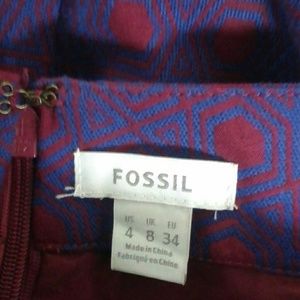 FOSSIL
US UK EU
4 8 34
Made in China
Fabriqué en Chine